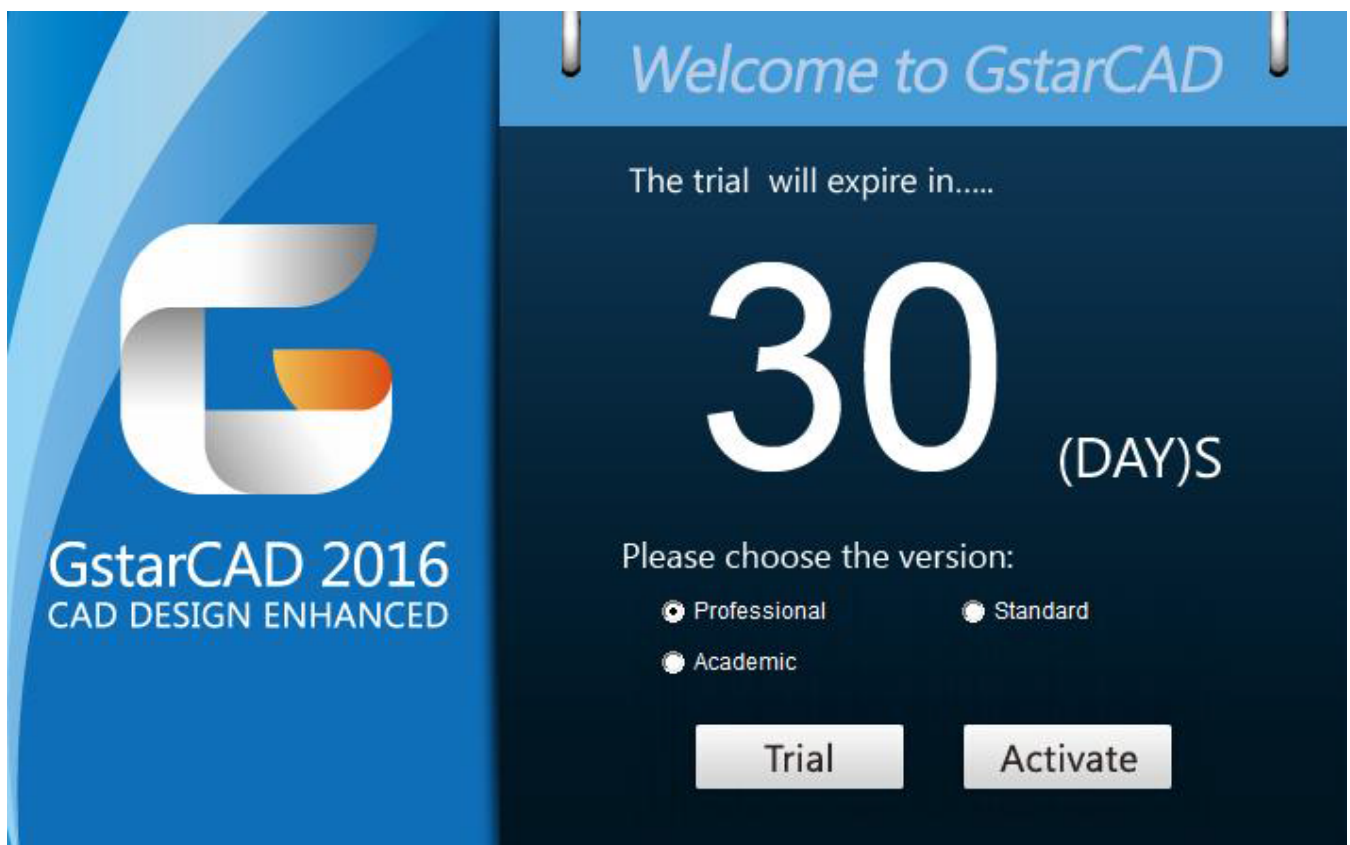 Welcome to GstarCAD
The trial will expire in.....
30
(DAY)S
GstarCAD 2016
CAD DESIGN ENHANCED
Please choose the version:
Professional
Standard
Academic
Trial
Activate